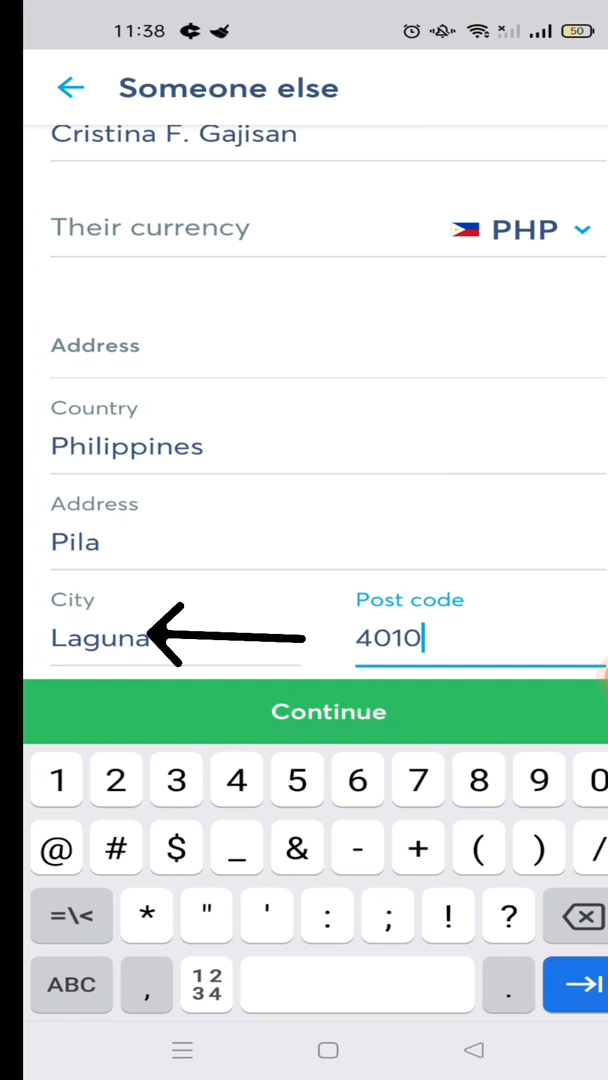 11:38
50
Someone else
Cristina F. Gajisan
Their currency
PHP
Address
Country
Philippines
Address
Pila
City
Post code
Laguna
4010
Continue
1 2 3 4 5 6 7 8 9 0
@ # $ _ & - + ( ) /
=\< * " ' : ; ! ?
ABC , 12 34 .